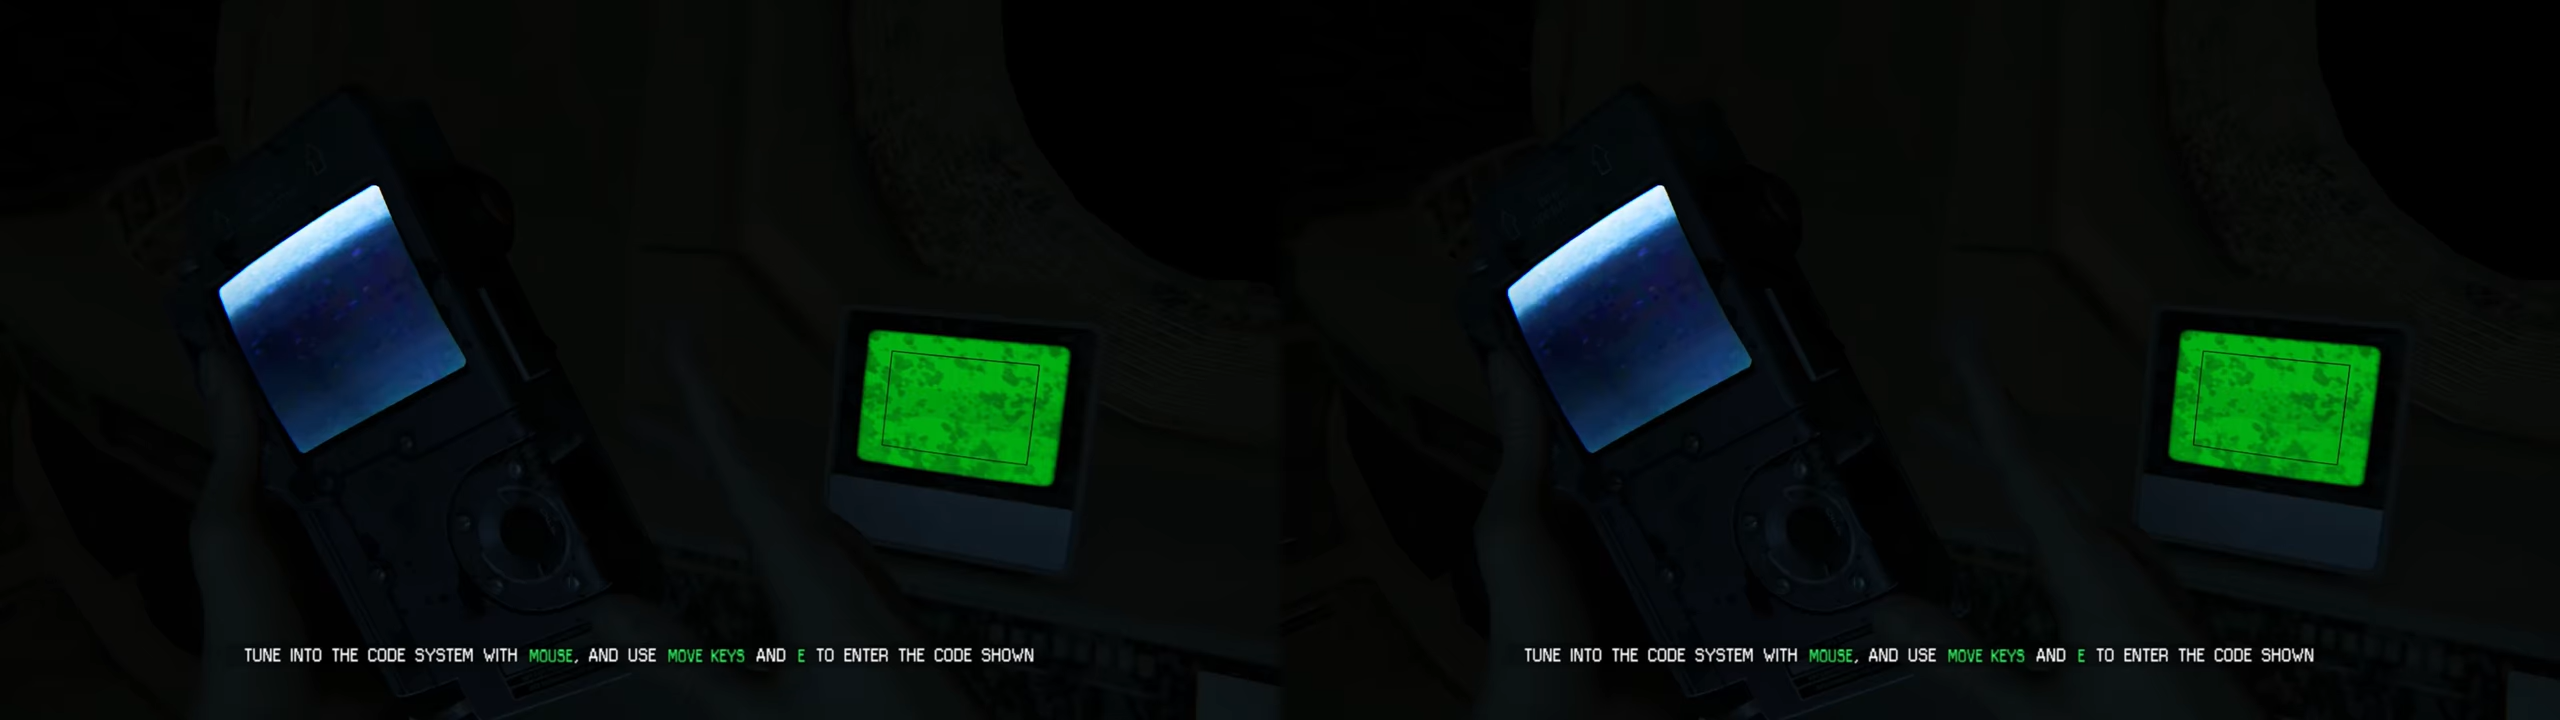 TUNE INTO THE CODE SYSTEM WITH MOUSE, AND USE MOVE KEYS AND E TO ENTER THE CODE SHOWN
TUNE INTO THE CODE SYSTEM WITH MOUSE, AND USE MOVE KEYS AND E TO ENTER THE CODE SHOWN